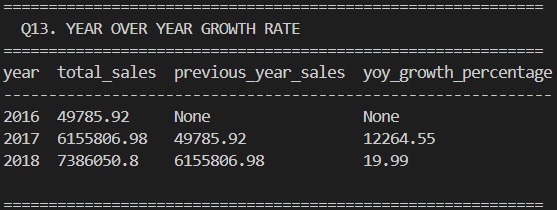 ============================================================
  Q13. YEAR OVER YEAR GROWTH RATE
============================================================
year  total_sales  previous_year_sales  yoy_growth_percentage
-------------------------------------------------------------
2016  49785.92     None                 None
2017  6155806.98   49785.92             12264.55
2018  7386050.8    6155806.98           19.99
============================================================